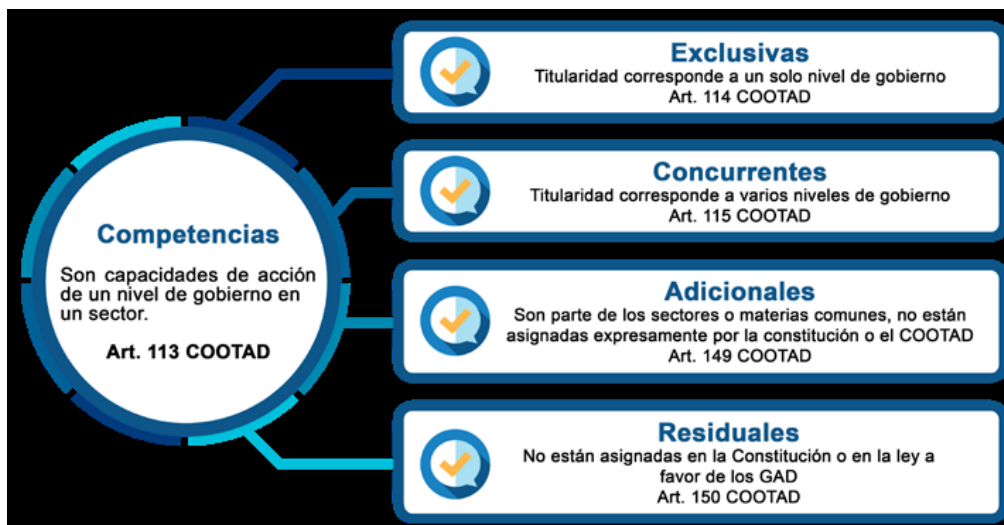 Competencias
Son capacidades de acción
de un nivel de gobierno en
un sector.
Art. 113 COOTAD
Exclusivas
Titularidad corresponde a un solo nivel de gobierno
Art. 114 COOTAD
Concurrentes
Titularidad corresponde a varios niveles de gobierno
Art. 115 COOTAD
Adicionales
Son parte de los sectores o materias comunes, no están
asignadas expresamente por la constitución o el COOTAD
Art. 149 COOTAD
Residuales
No están asignadas en la Constitución o en la ley a
favor de los GAD
Art. 150 COOTAD